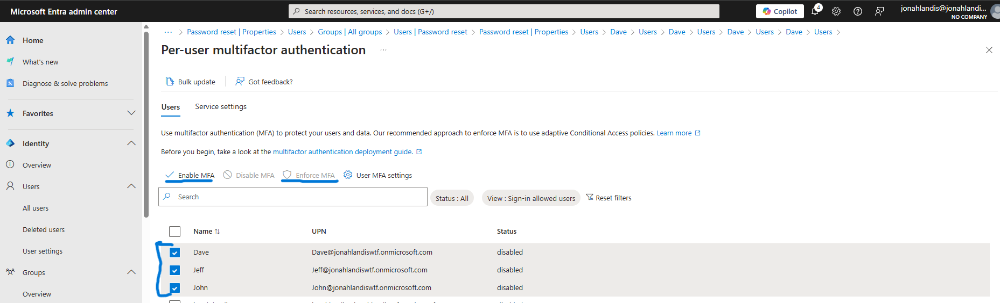 Microsoft Entra admin center
Search resources, services, and docs (G+/)
Copilot
4
jonahlandis@jonahlandi...
NO COMPANY
Home
What's new
Diagnose & solve problems
Favorites
Identity
Overview
Users
All users
Deleted users
User settings
Groups
Overview
··· > Password reset | Properties > Users > Groups | All groups > Users | Password reset > Password reset | Properties > Users > Dave > Users > Dave > Users > Dave > Users > Dave > Users >
Per-user multifactor authentication ···
Bulk update
Got feedback?
Users
Service settings
Use multifactor authentication (MFA) to protect your users and data. Our recommended approach to enforce MFA is to use adaptive Conditional Access policies. Learn more
Before you begin, take a look at the multifactor authentication deployment guide.
Enable MFA
Disable MFA
Enforce MFA
User MFA settings
Search
Status : All
View : Sign-in allowed users
Reset filters
Name UPN Status
Dave Dave@jonahlandiswtf.onmicrosoft.com disabled
Jeff Jeff@jonahlandiswtf.onmicrosoft.com disabled
John John@jonahlandiswtf.onmicrosoft.com disabled